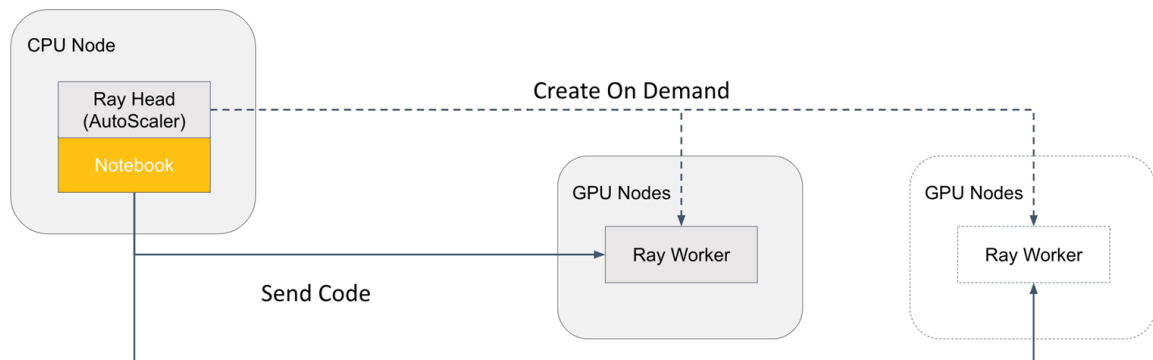 CPU Node
Ray Head
(AutoScaler)
Notebook
Create On Demand
GPU Nodes
Ray Worker
GPU Nodes
Ray Worker
Send Code